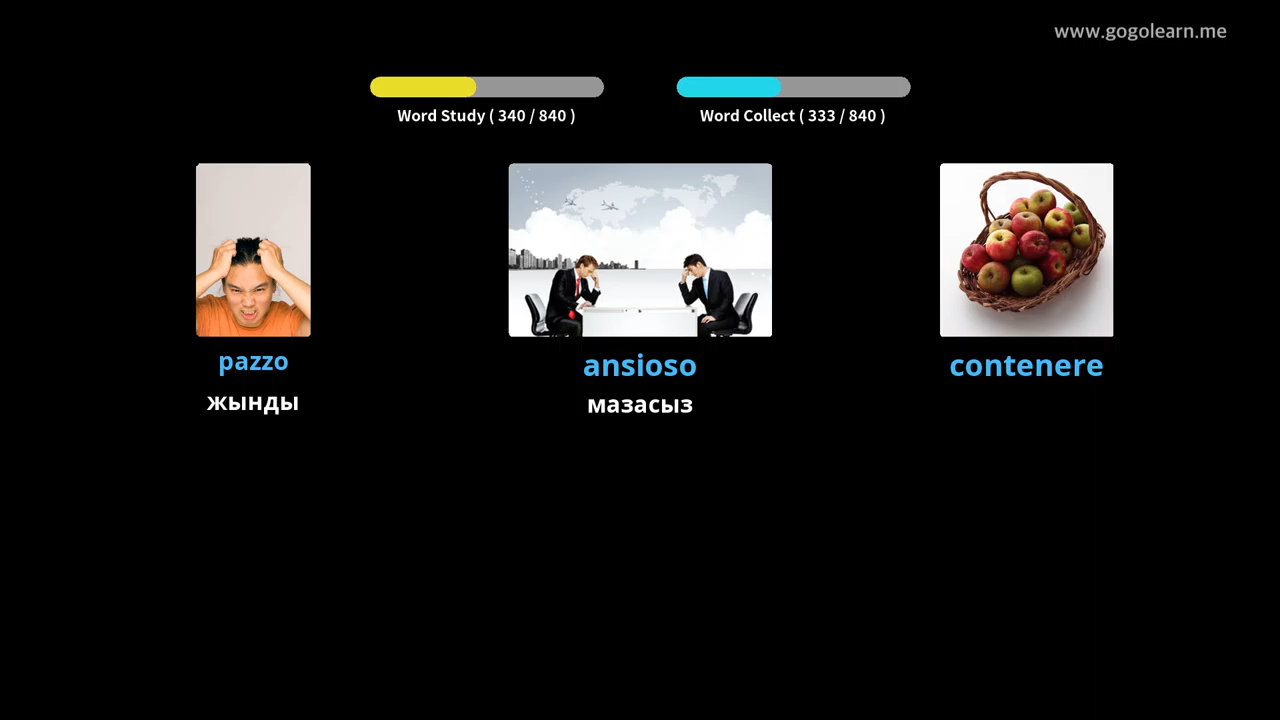 www.gogolearn.me
Word Study ( 340 / 840 )
Word Collect ( 333 / 840 )
pazzo
жынды
ansioso
мазасыз
contenere